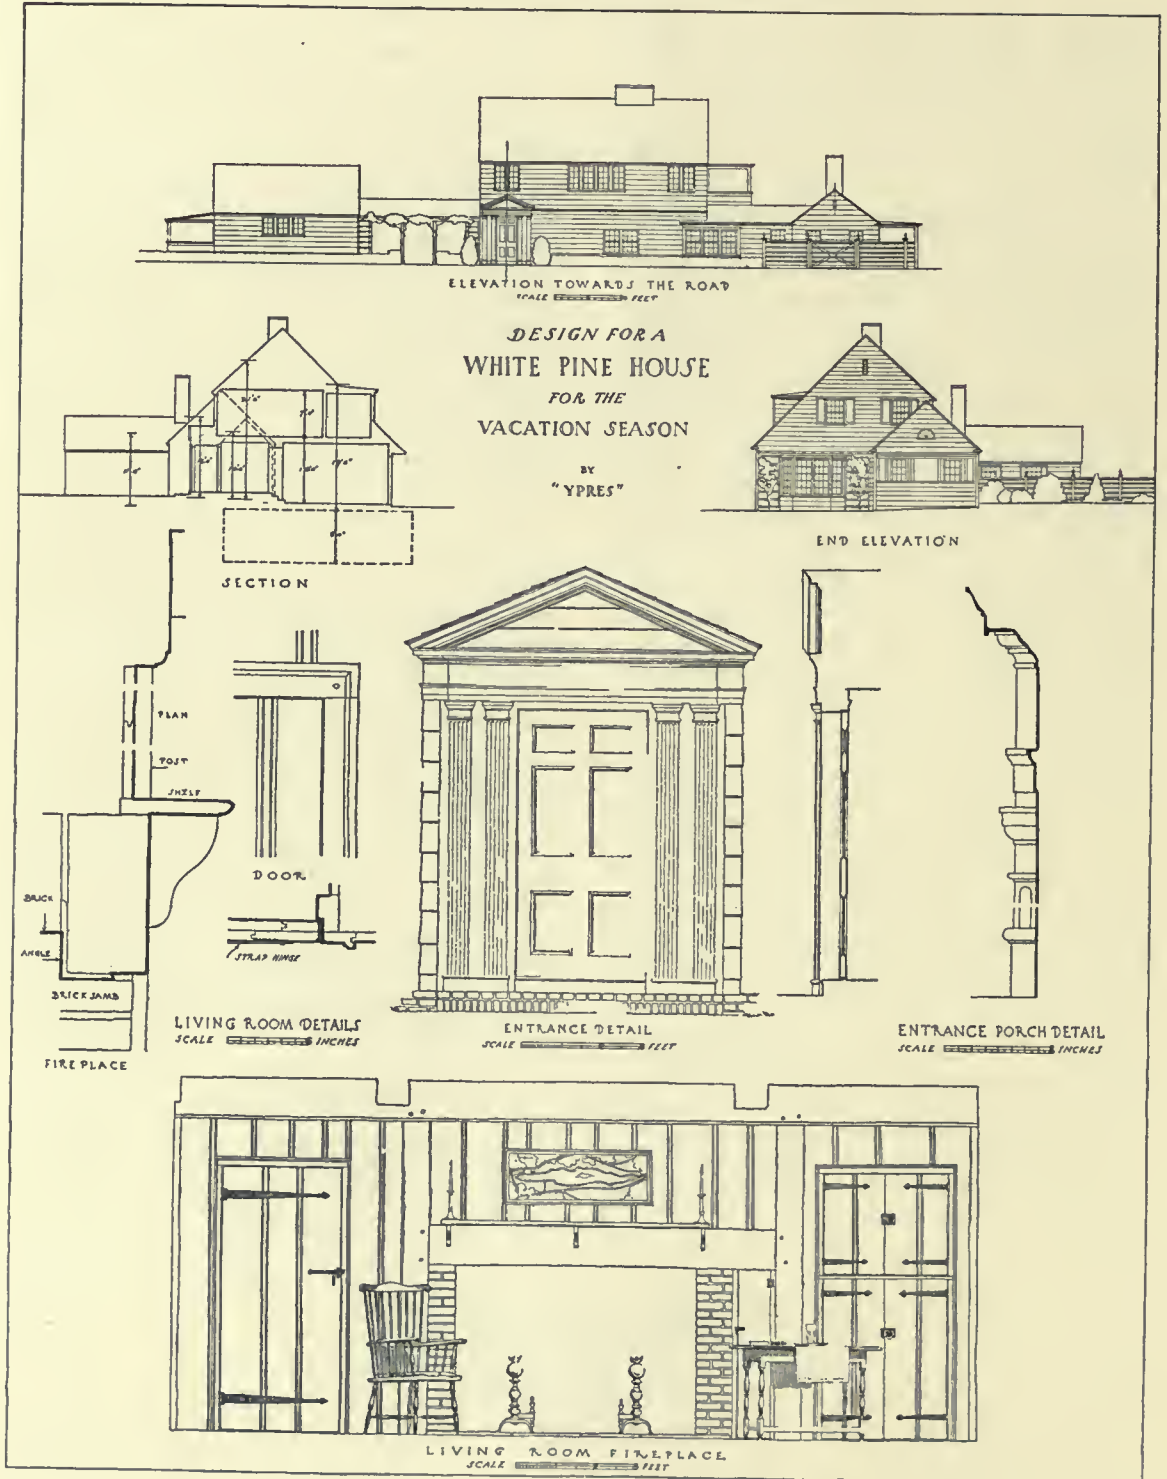 ELEVATION TOWARDS THE ROAD
SCALE FEET
DESIGN FOR A
WHITE PINE HOUSE
FOR THE
VACATION SEASON
BY
"YPRES"
SECTION
END ELEVATION
PLAN
POST
SHELF
DOOR
BRICK
ANGLE
STRAP HINGE
BRICK JAMB
FIREPLACE
LIVING ROOM DETAILS
SCALE INCHES
ENTRANCE DETAIL
SCALE FEET
ENTRANCE PORCH DETAIL
SCALE INCHES
LIVING ROOM FIREPLACE
SCALE FEET